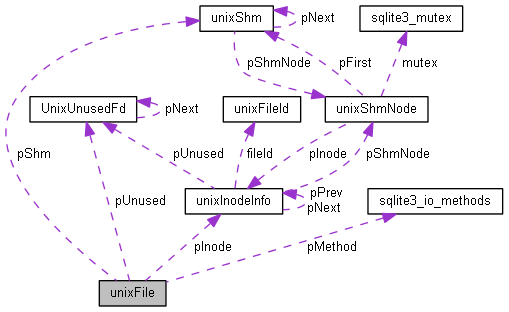 unixShm
pNext
sqlite3_mutex
pShmNode
pFirst
mutex
UnixUnusedFd
pNext
unixFileId
unixShmNode
pShm
pUnused
fileId
pInode
pShmNode
pUnused
unixInodeInfo
pPrev
pNext
sqlite3_io_methods
pInode
pMethod
unixFile